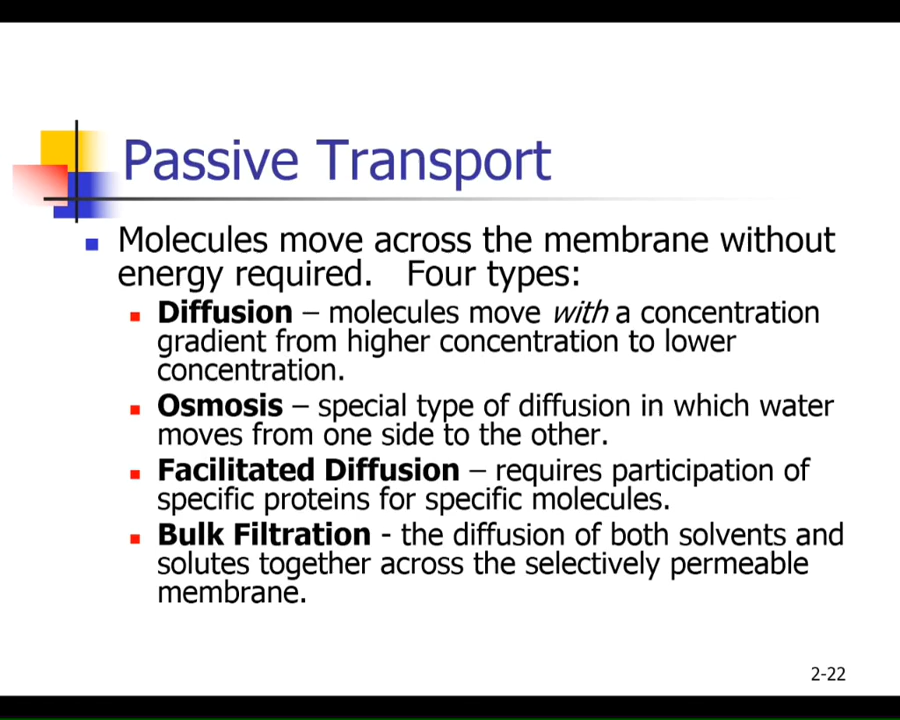 Passive Transport
Molecules move across the membrane without
energy required. Four types:
Diffusion – molecules move with a concentration
gradient from higher concentration to lower
concentration.
Osmosis – special type of diffusion in which water
moves from one side to the other.
Facilitated Diffusion – requires participation of
specific proteins for specific molecules.
Bulk Filtration - the diffusion of both solvents and
solutes together across the selectively permeable
membrane.
2-22